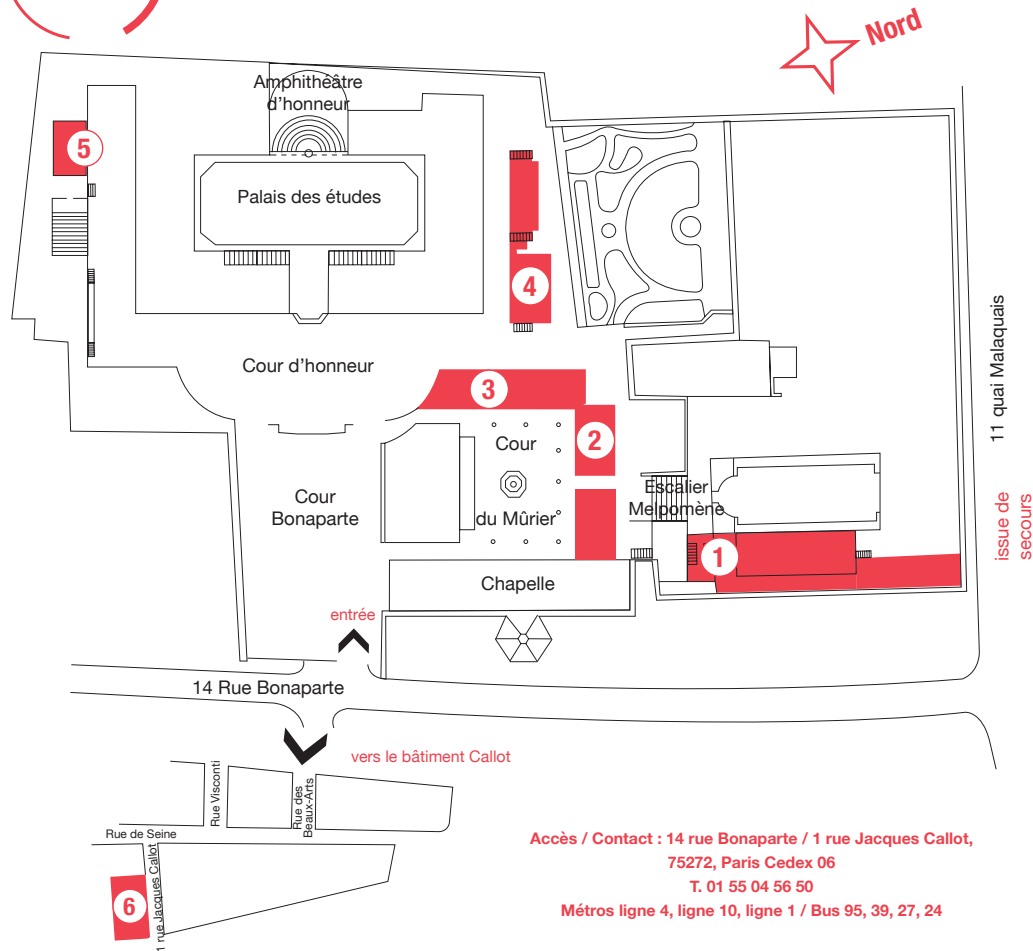 Nord
Amphithéâtre
d'honneur
5
Palais des études
4
11 quai Malaquais
Cour d'honneur
3
2
Cour
du Mûrier
Cour
Bonaparte
Escalier
Melpomène
issue de
secours
1
Chapelle
entrée
14 Rue Bonaparte
vers le bâtiment Callot
Rue Visconti
Rue des
Beaux-Arts
Rue de Seine
1 rue Jacques Callot
6
Accès / Contact : 14 rue Bonaparte / 1 rue Jacques Callot,
75272, Paris Cedex 06
T. 01 55 04 56 50
Métros ligne 4, ligne 10, ligne 1 / Bus 95, 39, 27, 24